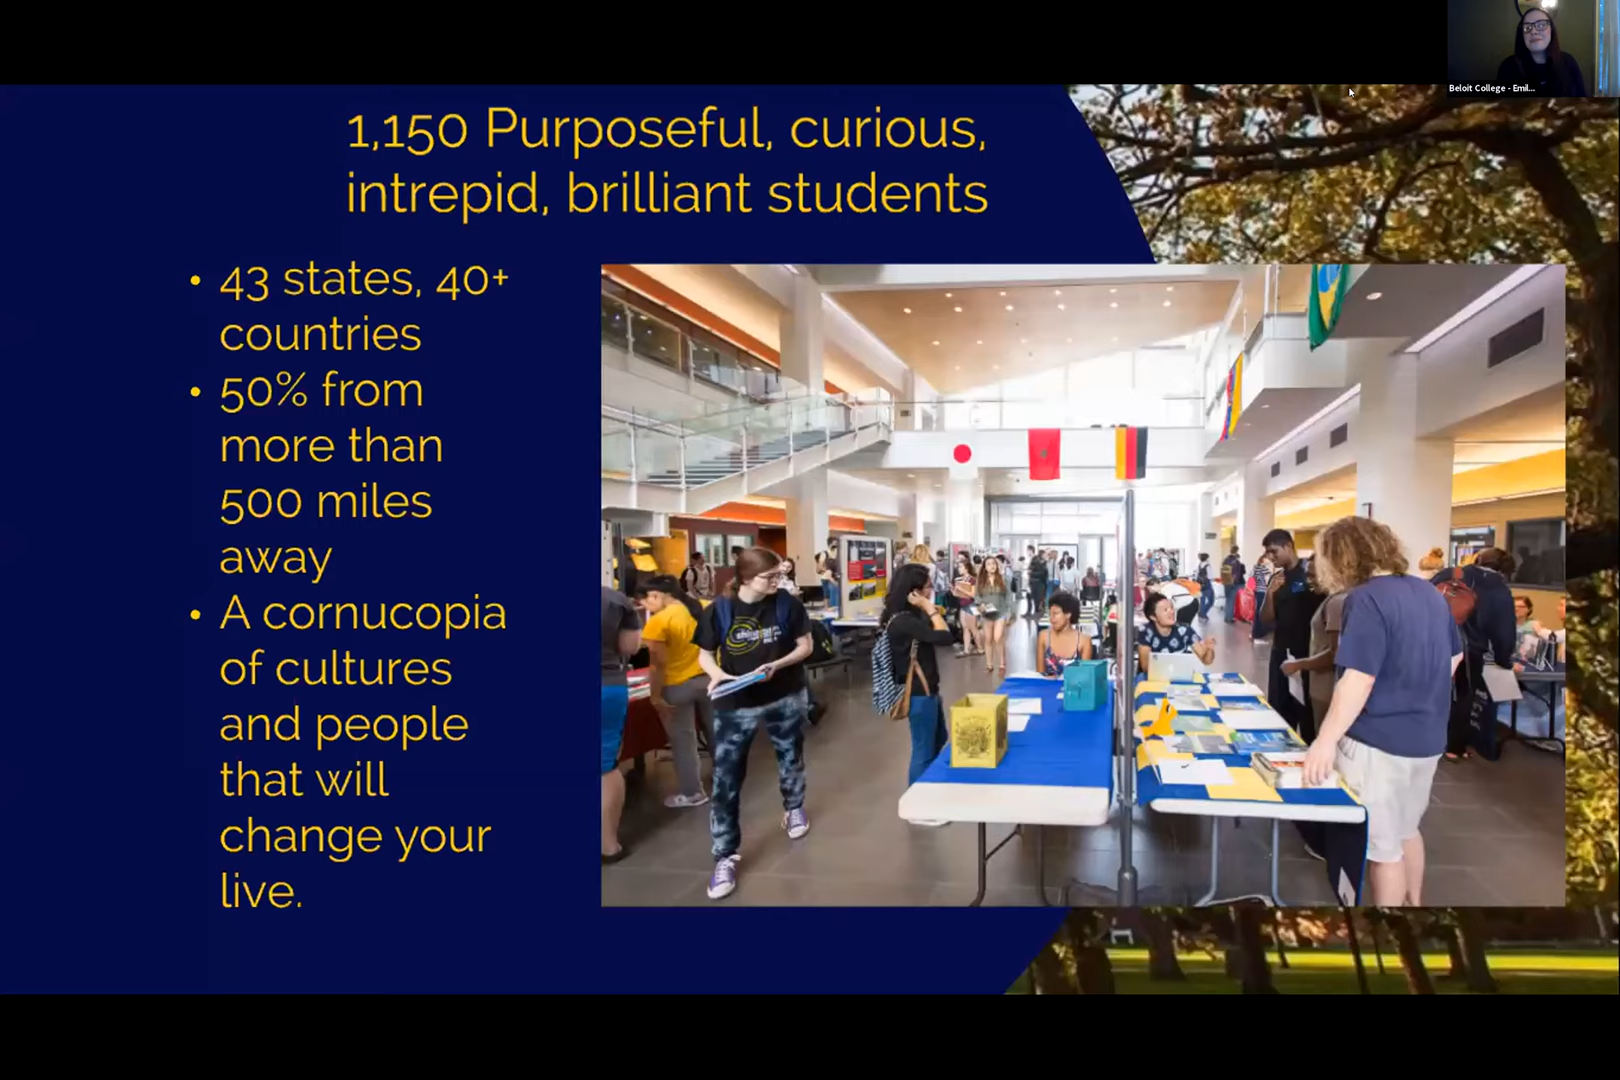 Beloit College - Emil...
1,150 Purposeful, curious,
intrepid, brilliant students
• 43 states, 40+
countries
• 50% from
more than
500 miles
away
• A cornucopia
of cultures
and people
that will
change your
live.